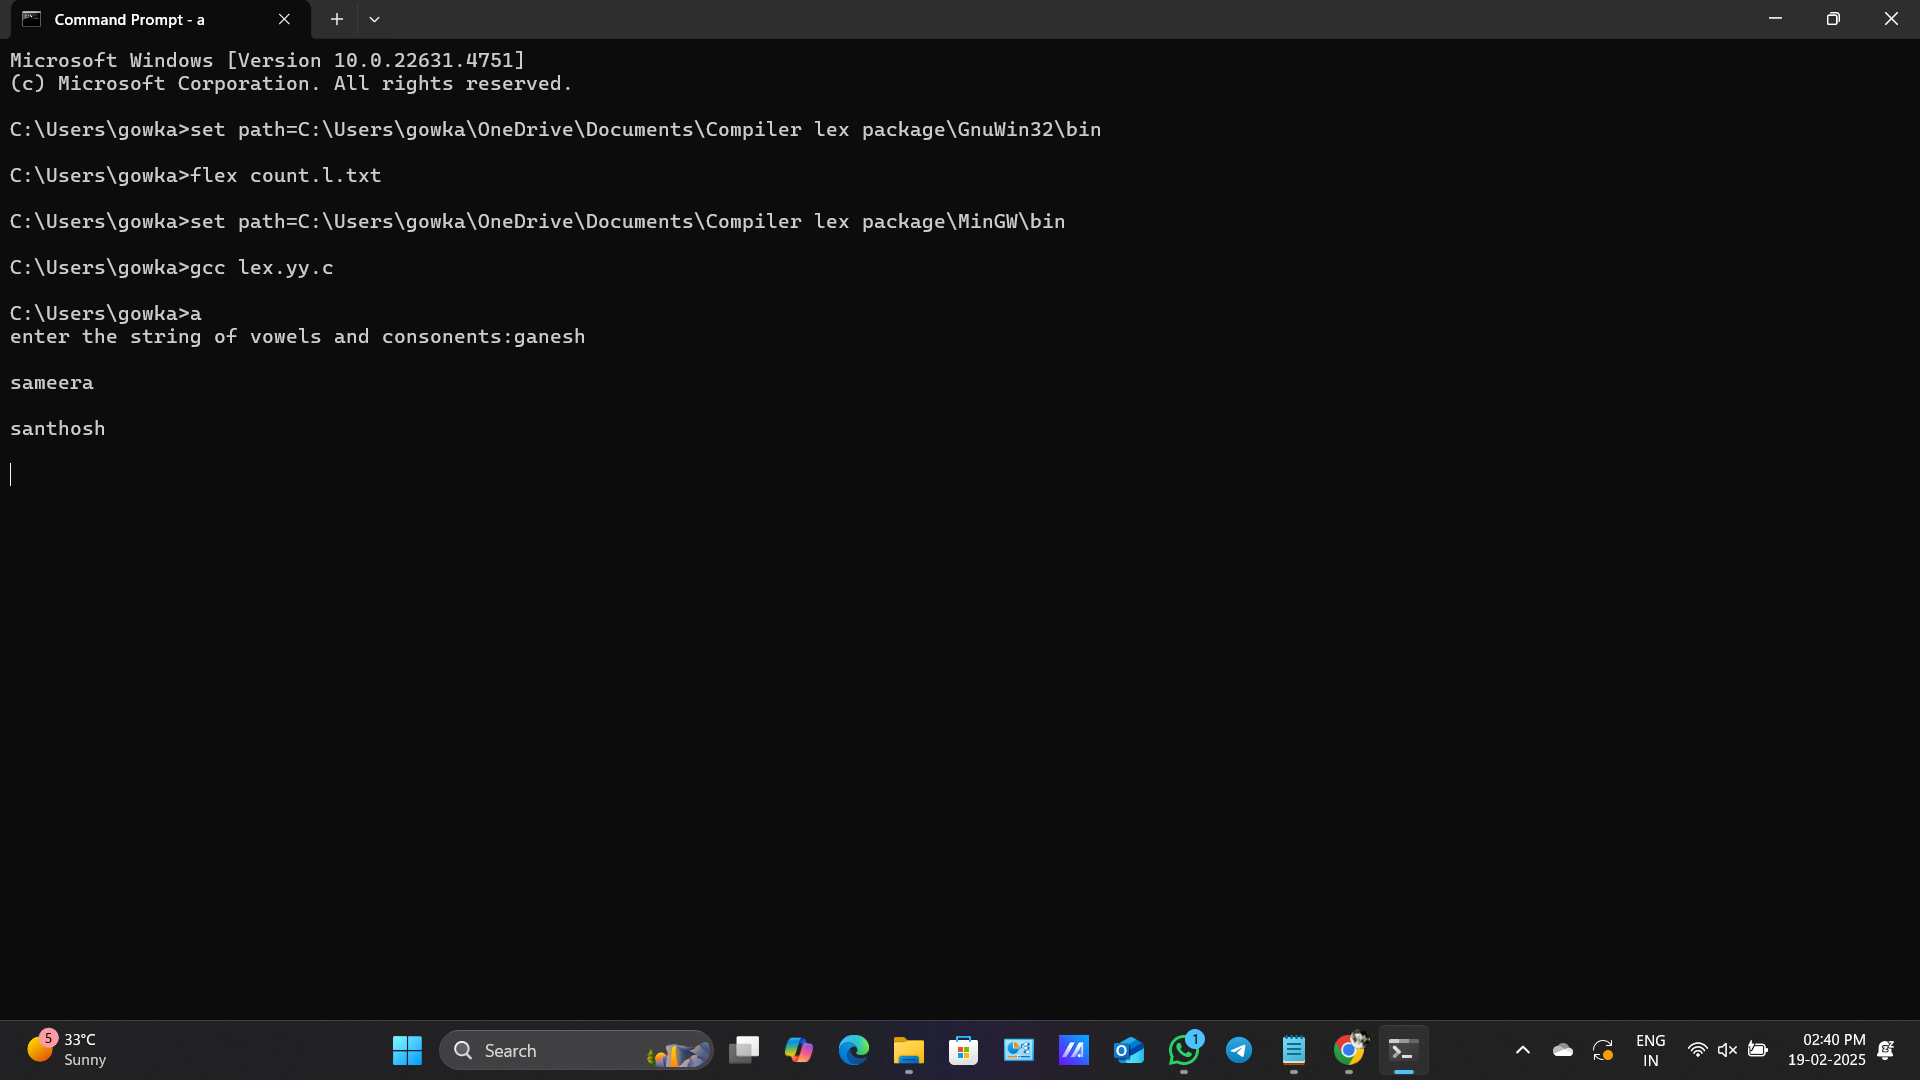 Command Prompt - a
Microsoft Windows [Version 10.0.22631.4751]
(c) Microsoft Corporation. All rights reserved.
C:\Users\gowka>set path=C:\Users\gowka\OneDrive\Documents\Compiler lex package\GnuWin32\bin
C:\Users\gowka>flex count.l.txt
C:\Users\gowka>set path=C:\Users\gowka\OneDrive\Documents\Compiler lex package\MinGW\bin
C:\Users\gowka>gcc lex.yy.c
C:\Users\gowka>a
enter the string of vowels and consonents:ganesh
sameera
santhosh
5
33°C
Sunny
Search
1
ENG
IN
02:40 PM
19-02-2025